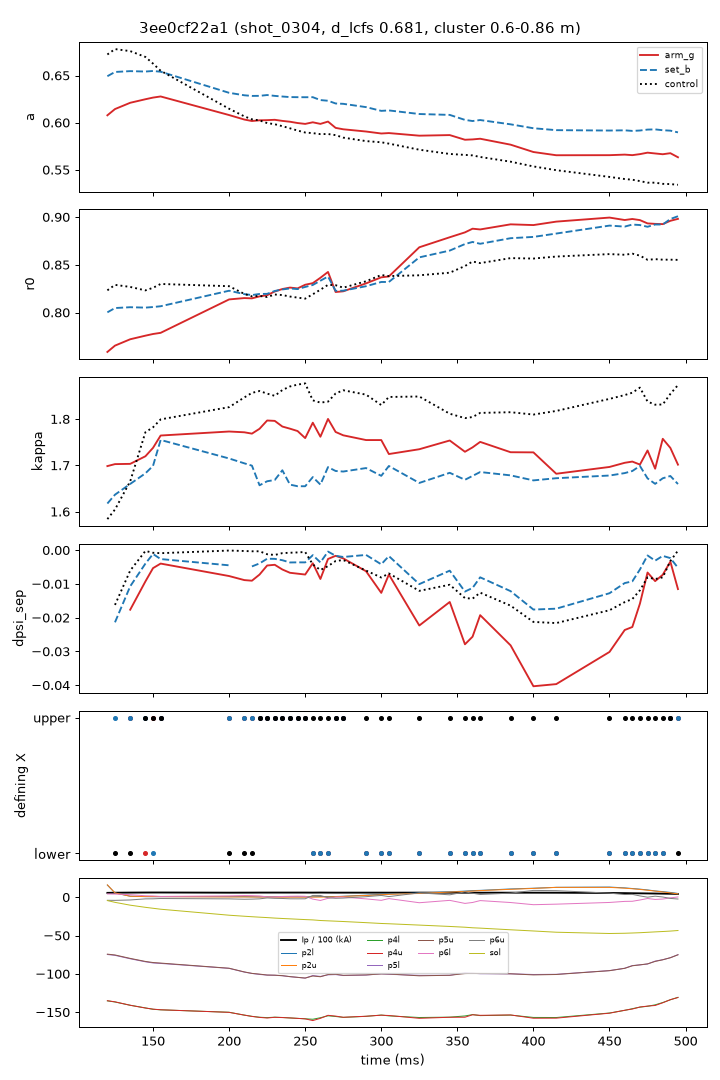 3ee0cf22a1 (shot_0304, d_lcfs 0.681, cluster 0.6-0.86 m)
arm_g
set_b
control
a
0.65
0.60
0.55
r0
0.90
0.85
0.80
kappa
1.8
1.7
1.6
dpsi_sep
0.00
−0.01
−0.02
−0.03
−0.04
defining X
upper
lower
0
−50
−100
−150
Ip / 100 (kA)
p2l
p2u
p4l
p4u
p5l
p5u
p6l
p6u
sol
150 200 250 300 350 400 450 500
time (ms)